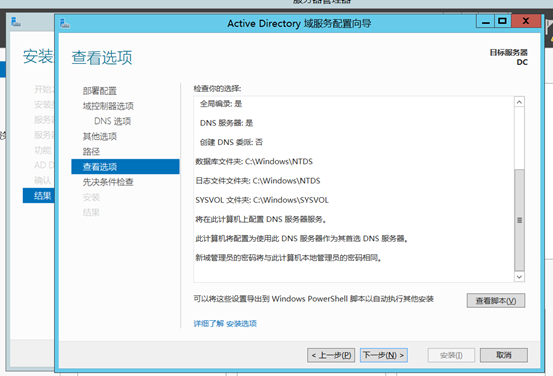 服务器管理器
Active Directory 域服务配置向导
安装
查看选项
目标服务器
DC
部署配置
域控制器选项
DNS 选项
其他选项
路径
查看选项
先决条件检查
安装
结果
检查你的选择:
全局编录: 是
DNS 服务器: 是
创建 DNS 委派: 否
数据库文件夹: C:\Windows\NTDS
日志文件文件夹: C:\Windows\NTDS
SYSVOL 文件夹: C:\Windows\SYSVOL
将在此计算机上配置 DNS 服务器服务。
此计算机将配置为使用此 DNS 服务器作为其首选 DNS 服务器。
新域管理员的密码将与此计算机本地管理员的密码相同。
可以将这些设置导出到 Windows PowerShell 脚本以自动执行其他安装
查看脚本(V)
详细了解 安装选项
< 上一步(P)
下一步(N) >
安装(I)
取消
开始
安装
服务器
服务器
功能
AD D
确认
结果